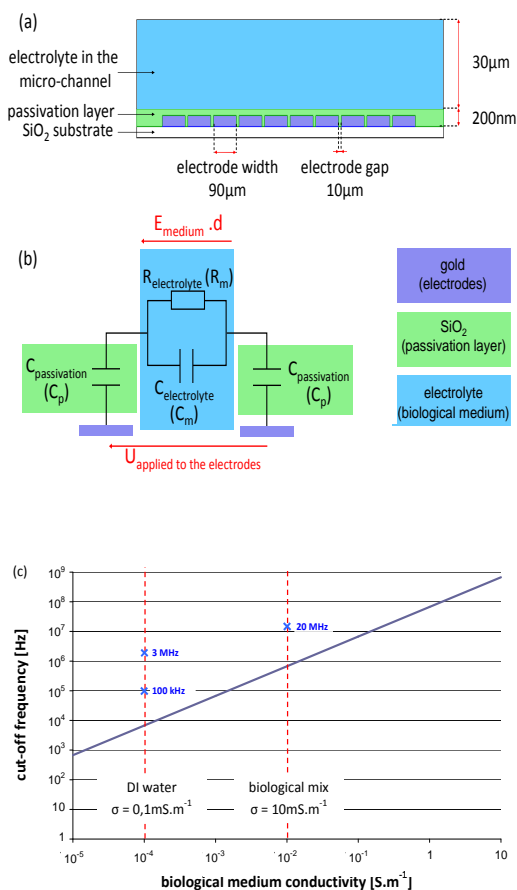 (a)
electrolyte in the
micro-channel
passivation layer
SiO₂ substrate
30µm
200nm
electrode width
90µm
electrode gap
10µm
(b)
E_medium .d
R_electrolyte (R_m)
C_passivation
(C_p)
C_electrolyte
(C_m)
C_passivation
(C_p)
U_applied to the electrodes
gold
(electrodes)
SiO₂
(passivation layer)
electrolyte
(biological medium)
(c)
cut-off frequency [Hz]
10⁹
10⁸
10⁷
10⁶
10⁵
10⁴
10³
10²
10
1
20 MHz
3 MHz
100 kHz
DI water
σ = 0,1mS.m⁻¹
biological mix
σ = 10mS.m⁻¹
10⁻⁵
10⁻⁴
10⁻³
10⁻²
10⁻¹
1
10
biological medium conductivity [S.m⁻¹]